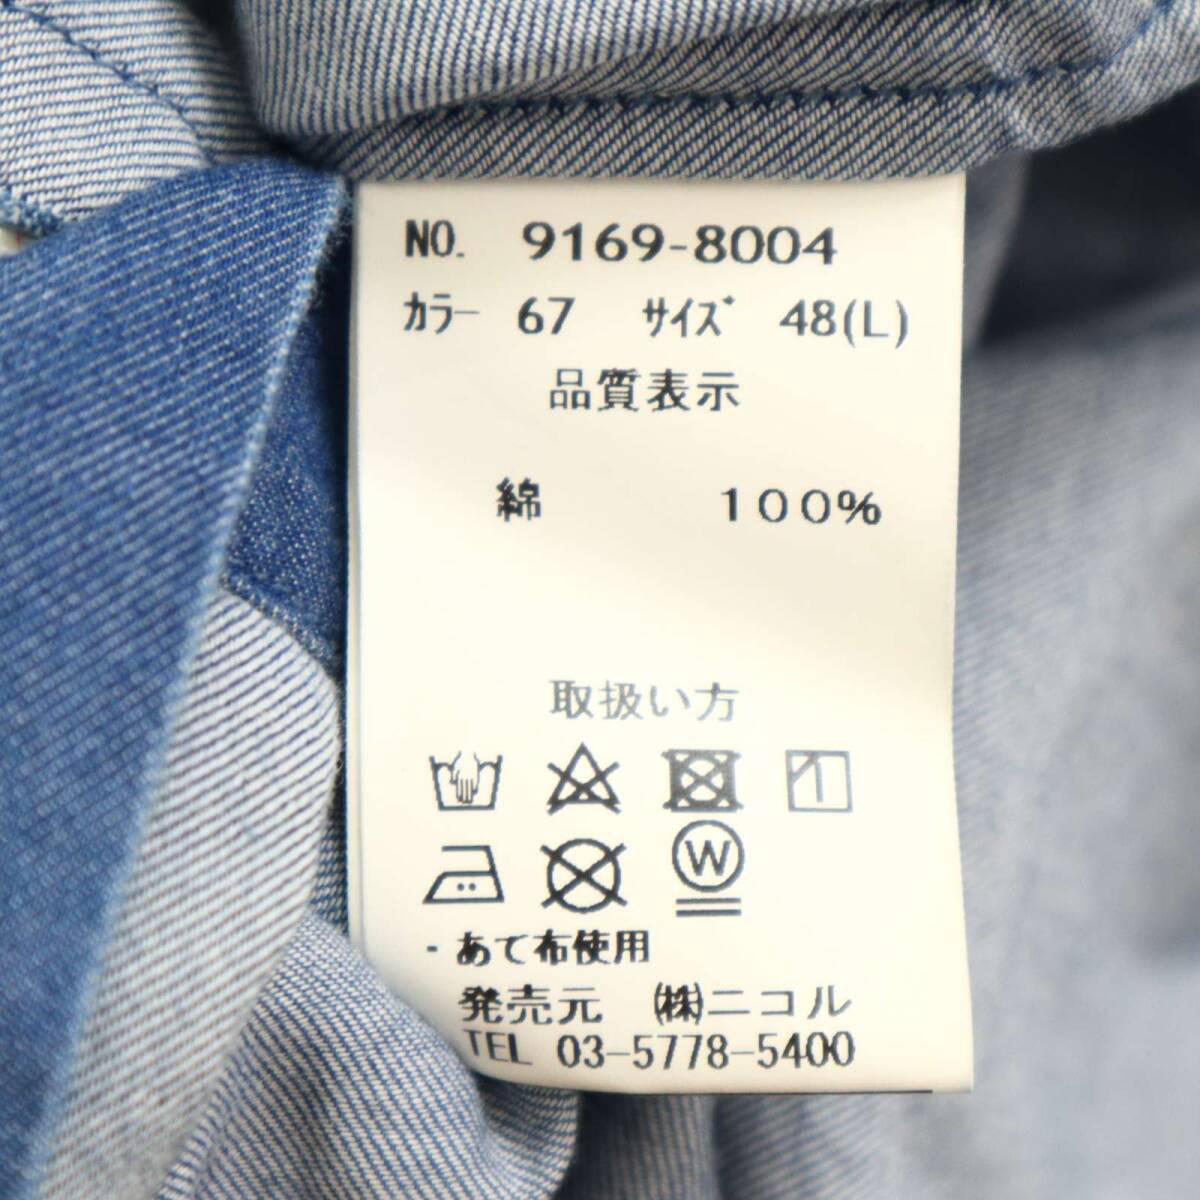 NO. 9169-8004
ｶﾗｰ 67 ｻｲｽﾞ 48(L)
品質表示
綿 100%
取扱い方
W
・あて布使用
発売元 ㈱ニコル
TEL 03-5778-5400